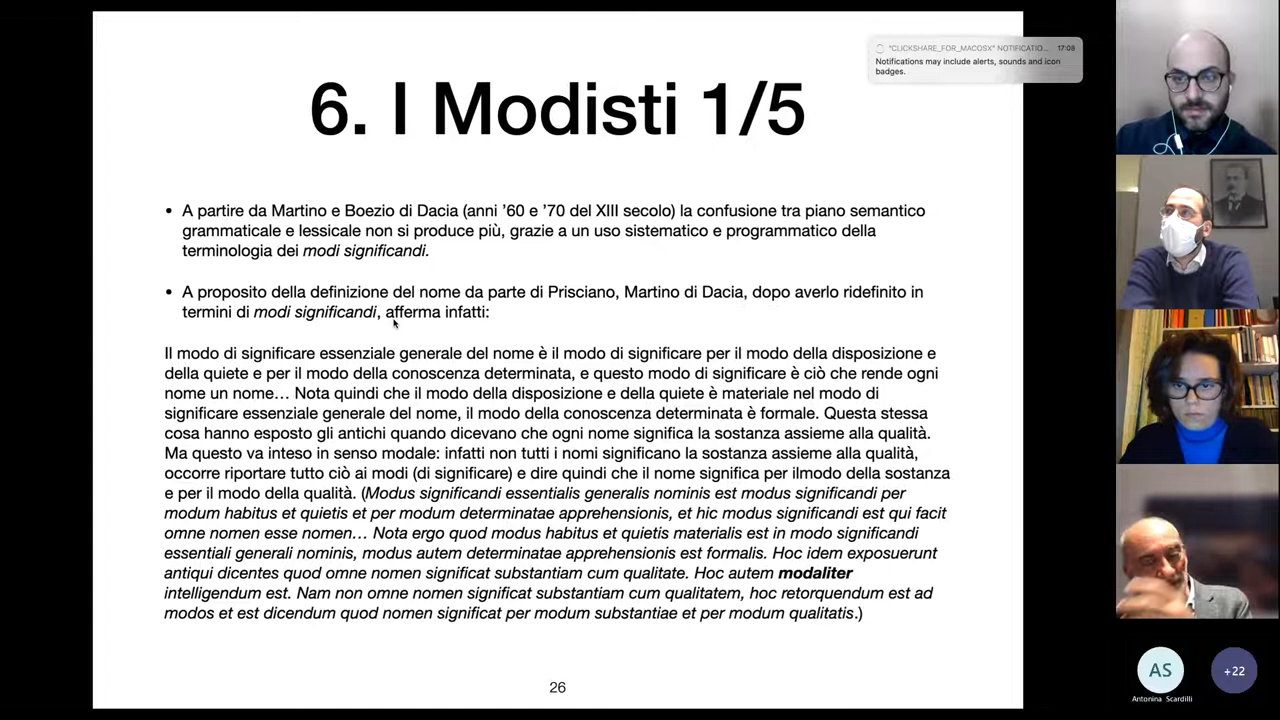 6. I Modisti 1/5
"CLICKSHARE_FOR_MACOSX" NOTIFICATIO... 17:08
Notifications may include alerts, sounds and icon
badges.
• A partire da Martino e Boezio di Dacia (anni '60 e '70 del XIII secolo) la confusione tra piano semantico
grammaticale e lessicale non si produce più, grazie a un uso sistematico e programmatico della
terminologia dei modi significandi.
• A proposito della definizione del nome da parte di Prisciano, Martino di Dacia, dopo averlo ridefinito in
termini di modi significandi, afferma infatti:
Il modo di significare essenziale generale del nome è il modo di significare per il modo della disposizione e
della quiete e per il modo della conoscenza determinata, e questo modo di significare è ciò che rende ogni
nome un nome… Nota quindi che il modo della disposizione e della quiete è materiale nel modo di
significare essenziale generale del nome, il modo della conoscenza determinata è formale. Questa stessa
cosa hanno esposto gli antichi quando dicevano che ogni nome significa la sostanza assieme alla qualità.
Ma questo va inteso in senso modale: infatti non tutti i nomi significano la sostanza assieme alla qualità,
occorre riportare tutto ciò ai modi (di significare) e dire quindi che il nome significa per ilmodo della sostanza
e per il modo della qualità. (Modus significandi essentialis generalis nominis est modus significandi per
modum habitus et quietis et per modum determinatae apprehensionis, et hic modus significandi est qui facit
omne nomen esse nomen… Nota ergo quod modus habitus et quietis materialis est in modo significandi
essentiali generali nominis, modus autem determinatae apprehensionis est formalis. Hoc idem exposuerunt
antiqui dicentes quod omne nomen significat substantiam cum qualitate. Hoc autem modaliter
intelligendum est. Nam non omne nomen significat substantiam cum qualitatem, hoc retorquendum est ad
modos et est dicendum quod nomen significat per modum substantiae et per modum qualitatis.)
26
AS
+22
Antonina Scardilli